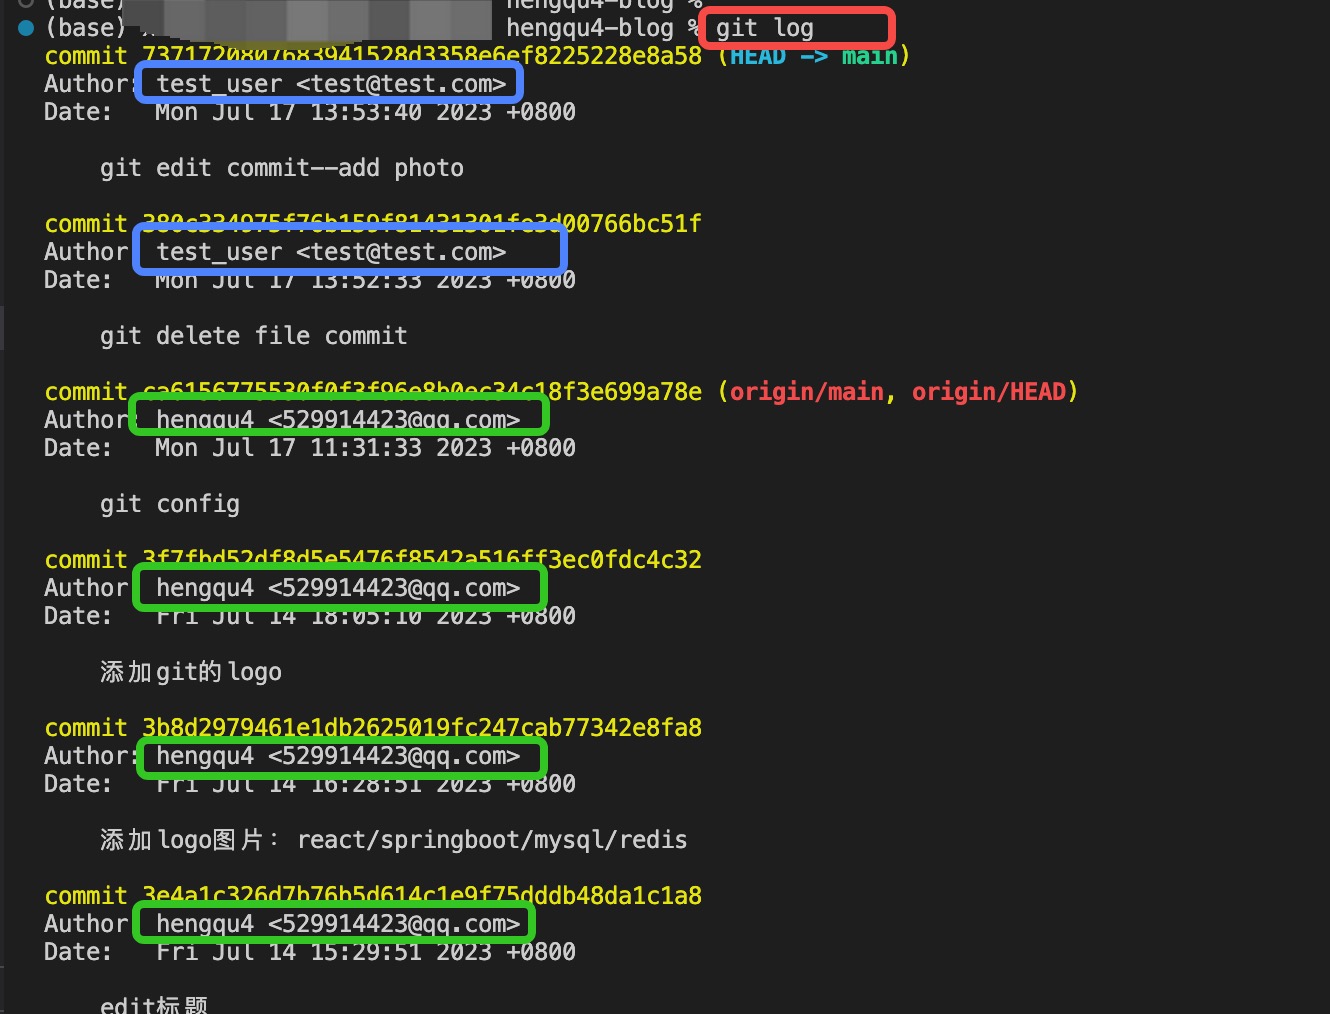 (base) hengqu4-blog %
(base) hengqu4-blog % git log
commit 7371720807683941528d3358e6ef8225228e8a58 (HEAD -> main)
Author: test_user <test@test.com>
Date:   Mon Jul 17 13:53:40 2023 +0800
git edit commit--add photo
commit 380c334975f76b159f81431301fe3d00766bc51f
Author test_user <test@test.com>
Date:   Mon Jul 17 13:52:33 2023 +0800
git delete file commit
commit ca6156775530f0f3f96e8b0ec34c18f3e699a78e (origin/main, origin/HEAD)
Author: hengqu4 <529914423@qq.com>
Date:   Mon Jul 17 11:31:33 2023 +0800
git config
commit 3f7fbd52df8d5e5476f8542a516ff3ec0fdc4c32
Author hengqu4 <529914423@qq.com>
Date:   Fri Jul 14 18:05:10 2023 +0800
添加git的logo
commit 3b8d2979461e1db2625019fc247cab77342e8fa8
Author: hengqu4 <529914423@qq.com>
Date:   Fri Jul 14 16:28:51 2023 +0800
添加logo图片：react/springboot/mysql/redis
commit 3e4a1c326d7b76b5d614c1e9f75dddb48da1c1a8
Author hengqu4 <529914423@qq.com>
Date:   Fri Jul 14 15:29:51 2023 +0800
edit标题